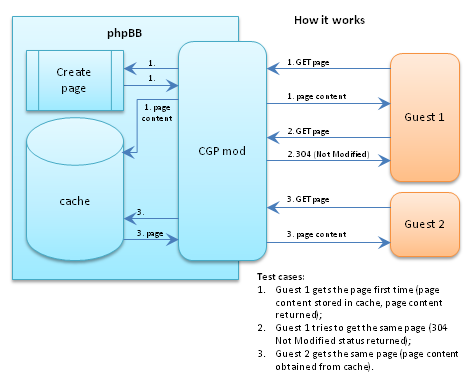 How it works
phpBB
Create
page
1.
1.
1. page
content
cache
3.
3. page
CGP mod
1. GET page
1. page content
2. GET page
2. 304 (Not Modified)
3. GET page
3. page content
Guest 1
Guest 2
Test cases:
1. Guest 1 gets the page first time (page
content stored in cache, page content
returned);
2. Guest 1 tries to get the same page (304
Not Modified status returned);
3. Guest 2 gets the same page (page content
obtained from cache).